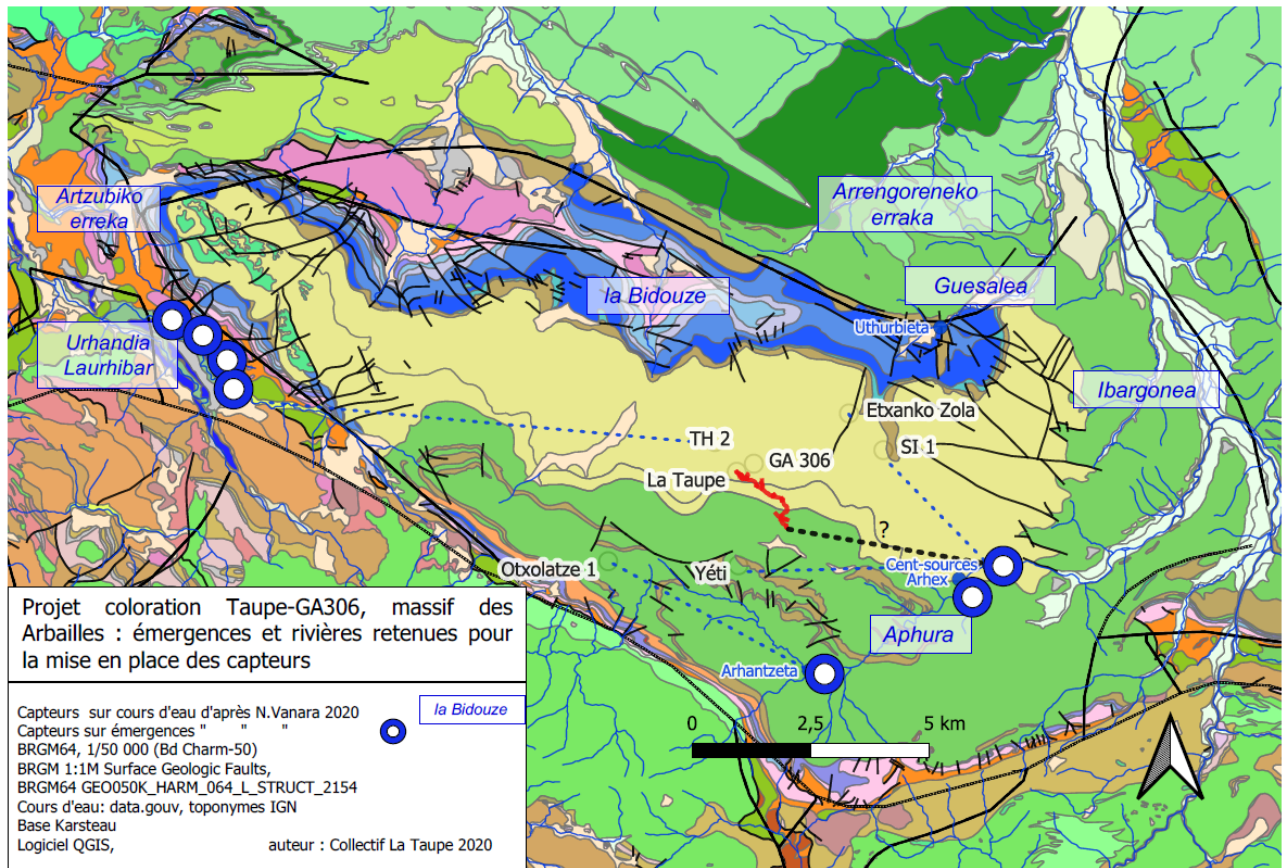 Artzubiko
erreka
Arrengoreneko
erraka
la Bidouze
Guesalea
Uthurbieta
Urhandia
Laurhibar
Ibargonea
Etxanko Zola
TH 2
SI 1
GA 306
La Taupe
?
Otxolatze 1
Yéti
Cent-sources
Arhex
Aphura
Arhantzeta
0 2,5 5 km
Projet coloration Taupe-GA306, massif des
Arbailles : émergences et rivières retenues pour
la mise en place des capteurs
Capteurs sur cours d'eau d'après N.Vanara 2020
la Bidouze
Capteurs sur émergences " " "
BRGM64, 1/50 000 (Bd Charm-50)
BRGM 1:1M Surface Geologic Faults,
BRGM64 GEO050K_HARM_064_L_STRUCT_2154
Cours d'eau: data.gouv, toponymes IGN
Base Karsteau
Logiciel QGIS, auteur : Collectif La Taupe 2020